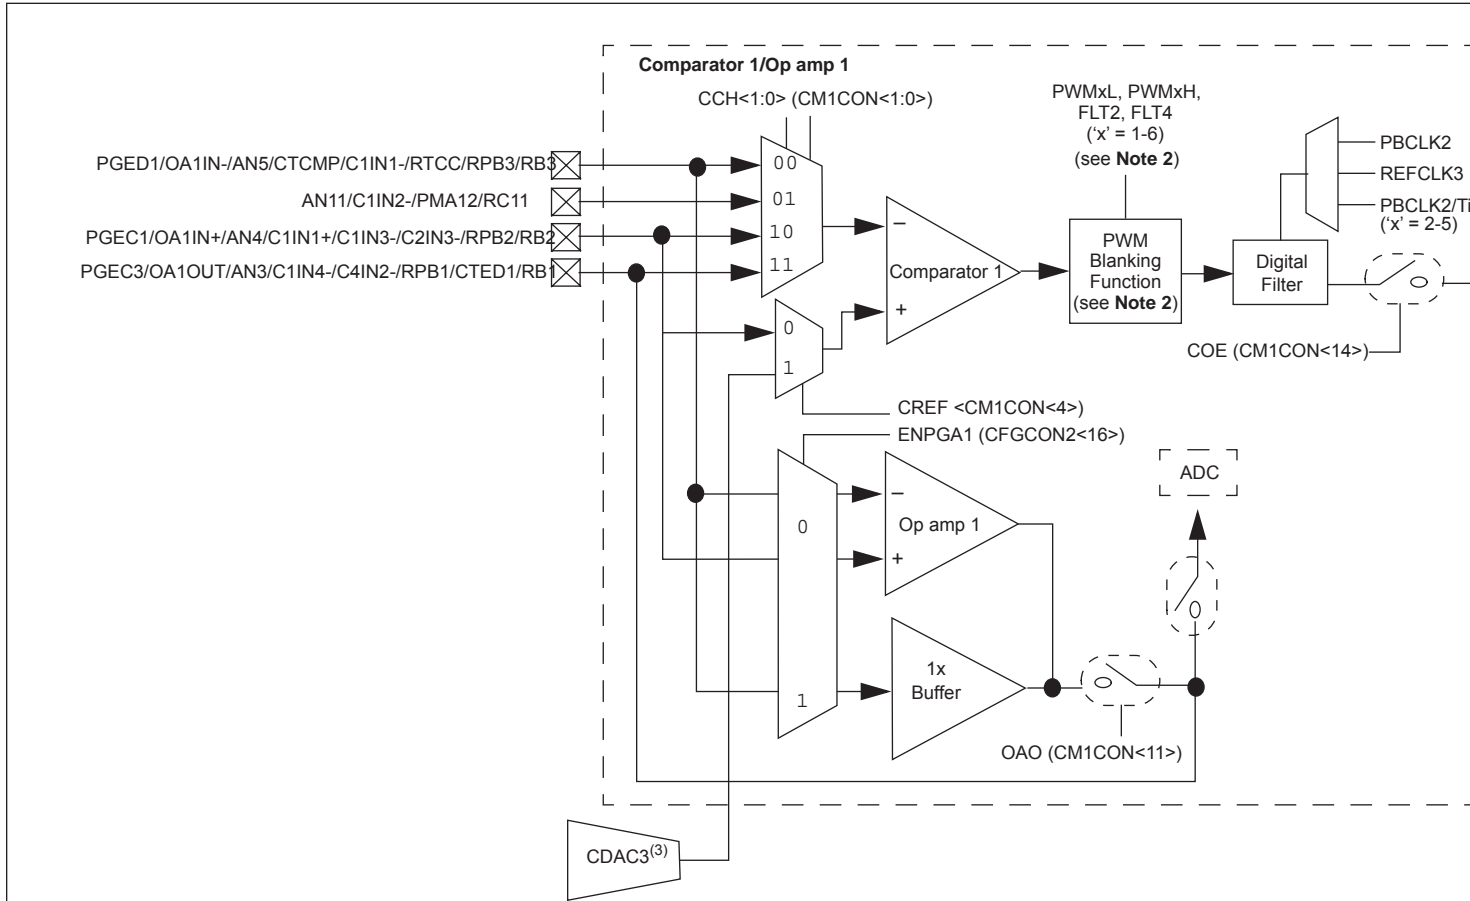 Comparator 1/Op amp 1
CCH<1:0> (CM1CON<1:0>)
PWMxL, PWMxH,
FLT2, FLT4
('x' = 1-6)
(see Note 2)
PBCLK2
REFCLK3
PBCLK2/Ti
('x' = 2-5)
PGED1/OA1IN-/AN5/CTCMP/C1IN1-/RTCC/RPB3/RB3
AN11/C1IN2-/PMA12/RC11
PGEC1/OA1IN+/AN4/C1IN1+/C1IN3-/C2IN3-/RPB2/RB2
PGEC3/OA1OUT/AN3/C1IN4-/C4IN2-/RPB1/CTED1/RB1
00
01
10
11
−
Comparator 1
+
PWM
Blanking
Function
(see Note 2)
Digital
Filter
COE (CM1CON<14>)
0
1
CREF <CM1CON<4>)
ENPGA1 (CFGCON2<16>)
0
1
−
Op amp 1
+
ADC
1x
Buffer
OAO (CM1CON<11>)
CDAC3(3)